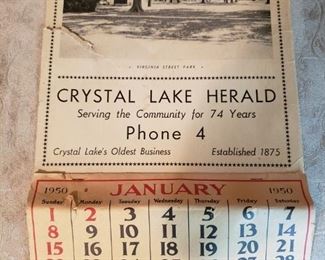 • VIRGINIA STREET PARK •
CRYSTAL LAKE HERALD
Serving the Community for 74 Years
Phone 4
Crystal Lake's Oldest Business Established 1875
1950 JANUARY 1950
Sunday Monday Tuesday Wednesday Thursday Friday Saturday
1 2 3 4 5 6 7
8 9 10 11 12 13 14
15 16 17 18 19 20 21